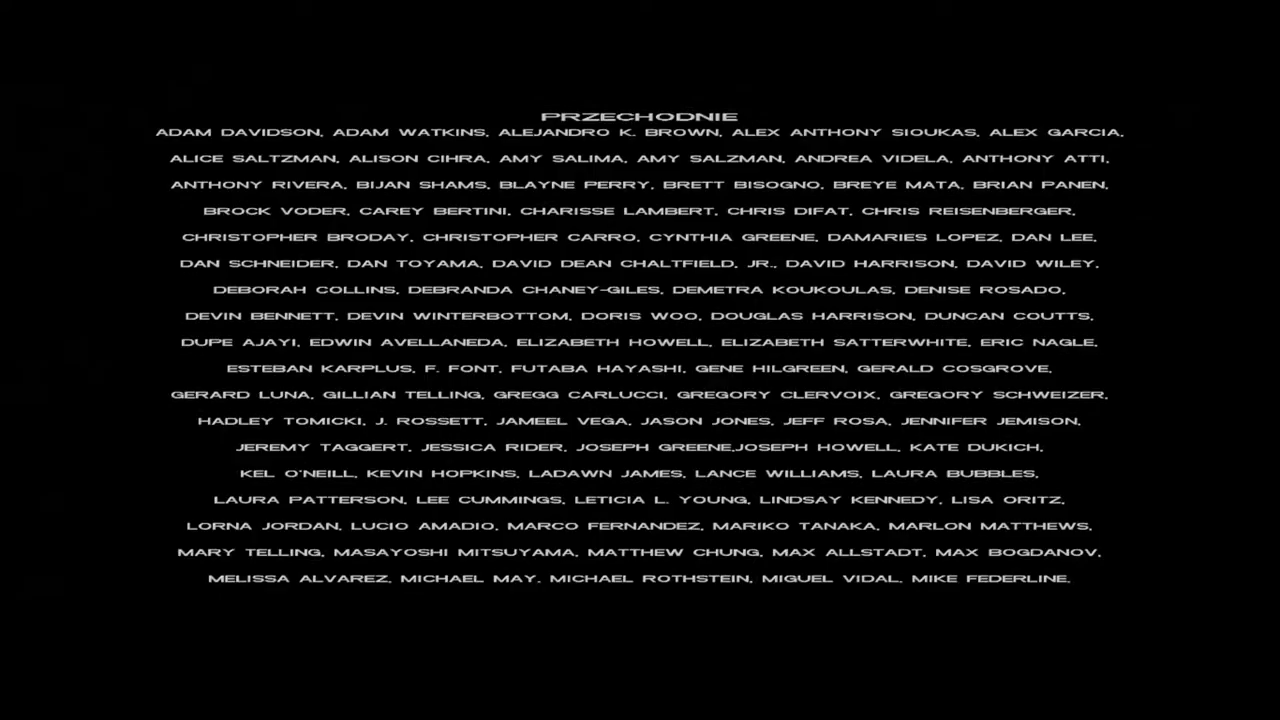 PRZECHODNIE
ADAM DAVIDSON, ADAM WATKINS, ALEJANDRO K. BROWN, ALEX ANTHONY SIOUKAS, ALEX GARCIA,
ALICE SALTZMAN, ALISON CIHRA, AMY SALIMA, AMY SALZMAN, ANDREA VIDELA, ANTHONY ATTI,
ANTHONY RIVERA, BIJAN SHAMS, BLAYNE PERRY, BRETT BISOGNO, BREYE MATA, BRIAN PANEN,
BROCK VODER, CAREY BERTINI, CHARISSE LAMBERT, CHRIS DIFAT, CHRIS REISENBERGER,
CHRISTOPHER BRODAY, CHRISTOPHER CARRO, CYNTHIA GREENE, DAMARIES LOPEZ, DAN LEE,
DAN SCHNEIDER, DAN TOYAMA, DAVID DEAN CHALTFIELD, JR., DAVID HARRISON, DAVID WILEY,
DEBORAH COLLINS, DEBRANDA CHANEY-GILES, DEMETRA KOUKOULAS, DENISE ROSADO,
DEVIN BENNETT, DEVIN WINTERBOTTOM, DORIS WOO, DOUGLAS HARRISON, DUNCAN COUTTS,
DUPE AJAYI, EDWIN AVELLANEDA, ELIZABETH HOWELL, ELIZABETH SATTERWHITE, ERIC NAGLE,
ESTEBAN KARPLUS, F. FONT, FUTABA HAYASHI, GENE HILGREEN, GERALD COSGROVE,
GERARD LUNA, GILLIAN TELLING, GREGG CARLUCCI, GREGORY CLERVOIX, GREGORY SCHWEIZER,
HADLEY TOMICKI, J. ROSSETT, JAMEEL VEGA, JASON JONES, JEFF ROSA, JENNIFER JEMISON,
JEREMY TAGGERT, JESSICA RIDER, JOSEPH GREENE,JOSEPH HOWELL, KATE DUKICH,
KEL O'NEILL, KEVIN HOPKINS, LADAWN JAMES, LANCE WILLIAMS, LAURA BUBBLES,
LAURA PATTERSON, LEE CUMMINGS, LETICIA L. YOUNG, LINDSAY KENNEDY, LISA ORITZ,
LORNA JORDAN, LUCIO AMADIO, MARCO FERNANDEZ, MARIKO TANAKA, MARLON MATTHEWS,
MARY TELLING, MASAYOSHI MITSUYAMA, MATTHEW CHUNG, MAX ALLSTADT, MAX BOGDANOV,
MELISSA ALVAREZ, MICHAEL MAY, MICHAEL ROTHSTEIN, MIGUEL VIDAL, MIKE FEDERLINE,